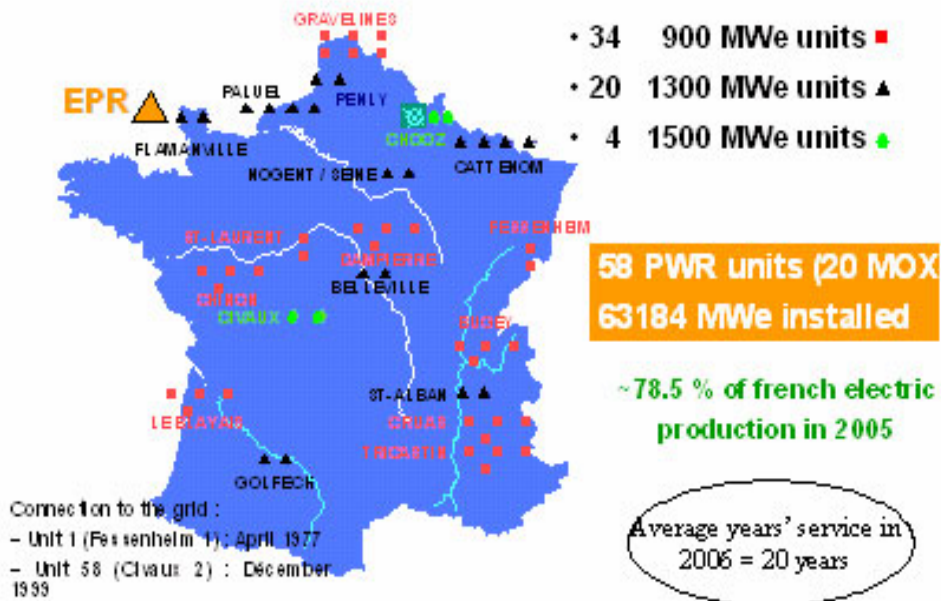 GRAVELINES
• 34 900 MWe units
• 20 1300 MWe units
• 4 1500 MWe units
EPR
PALUEL
PENLY
FLAMANVILLE
CHOOZ
CATTENOM
NOGENT / SEINE
ST-LAURENT
FESSENHEIM
DAMPIERRE
BELLEVILLE
CHINON
CIVAUX
BUGEY
58 PWR units (20 MOX
63184 MWe installed
ST-ALBAN
~78.5 % of french electric
production in 2005
LEBLAYAIS
CRUAS
TRICASTIN
GOLFECH
Connection to the grid :
– Unit 1 (Fessenheim 1) : April 1977
– Unit 58 (Civaux 2) : Décember
1999
Average years' service in
2006 = 20 years